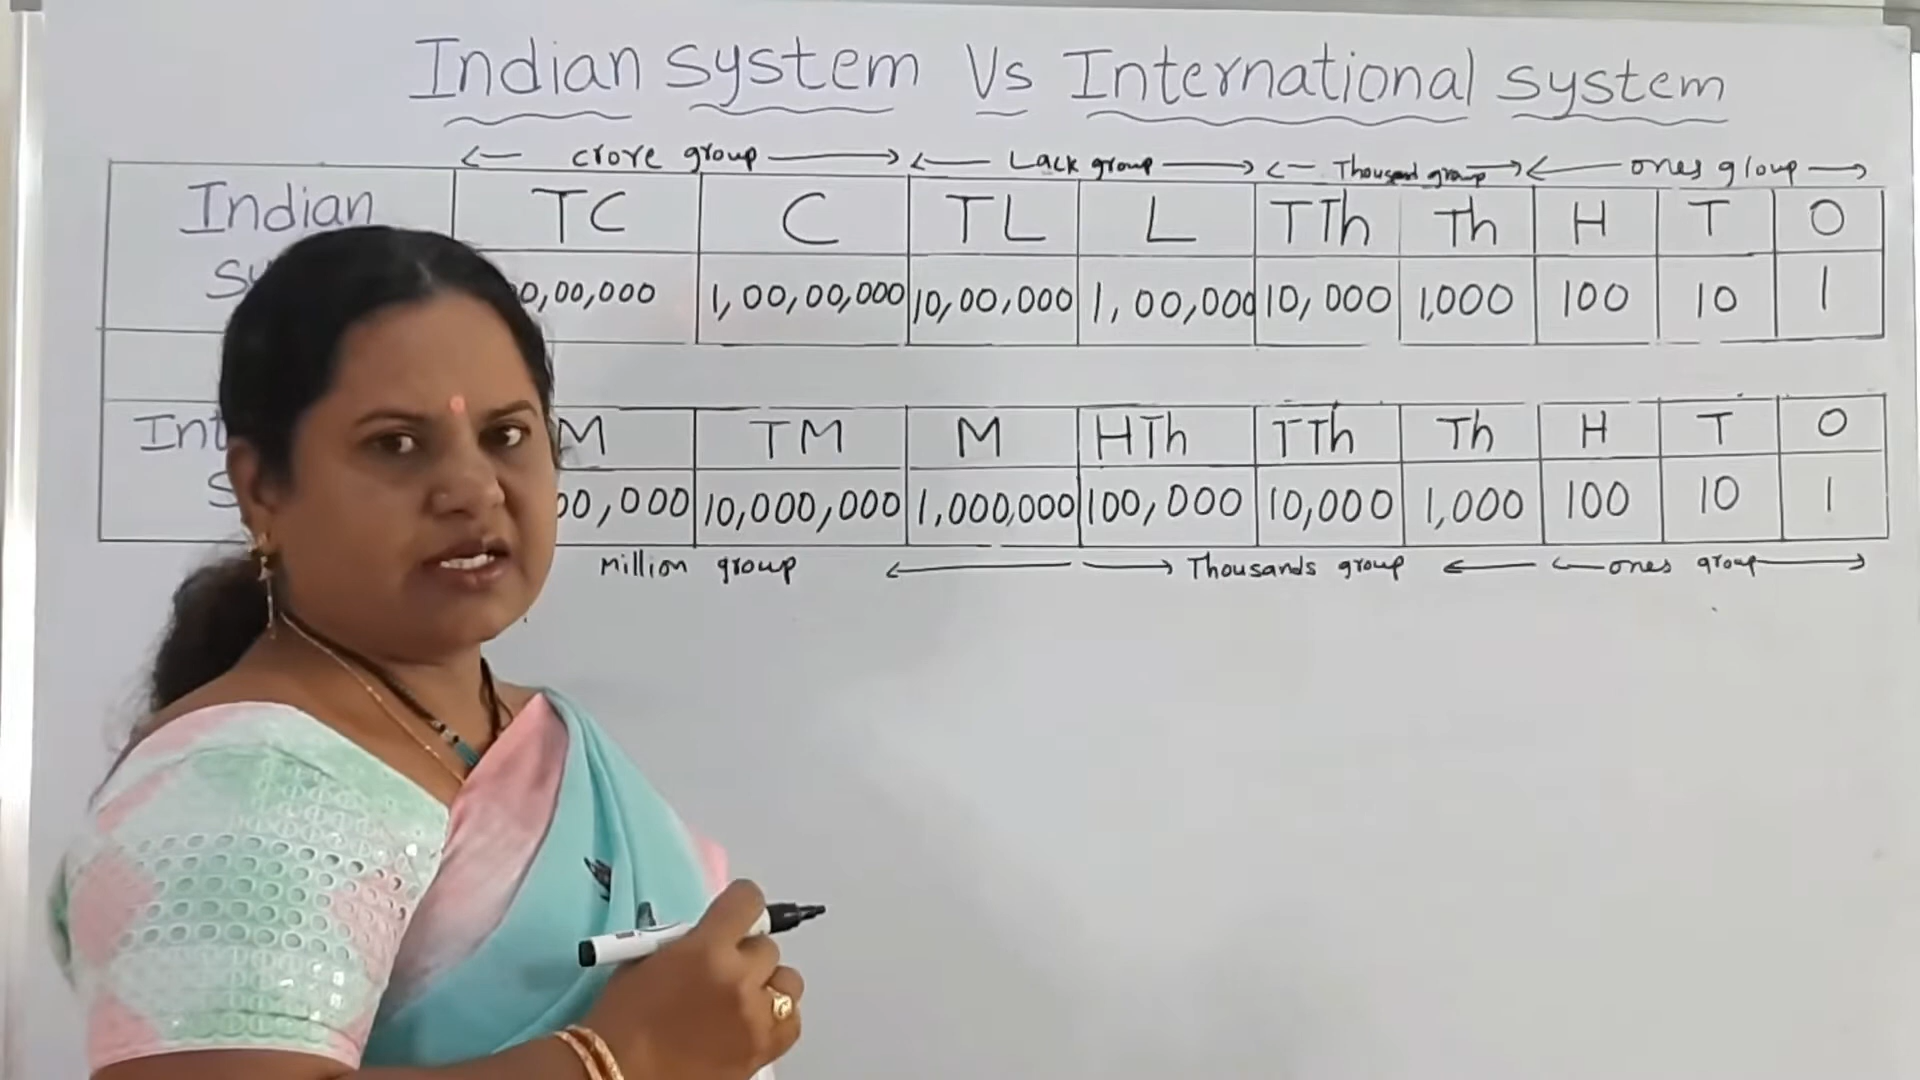 Indian system Vs International system
crore group Lack group Thousand group ones gloup
Indian TC C TL L TTh Th H T O
0,00,000 1,00,00,000 10,00,000 1,00,000 10,000 1,000 100 10 1
Int M TM M HTh TTh Th H T O
00,000 10,000,000 1,000,000 100,000 10,000 1,000 100 10 1
Million group Thousands group ones group